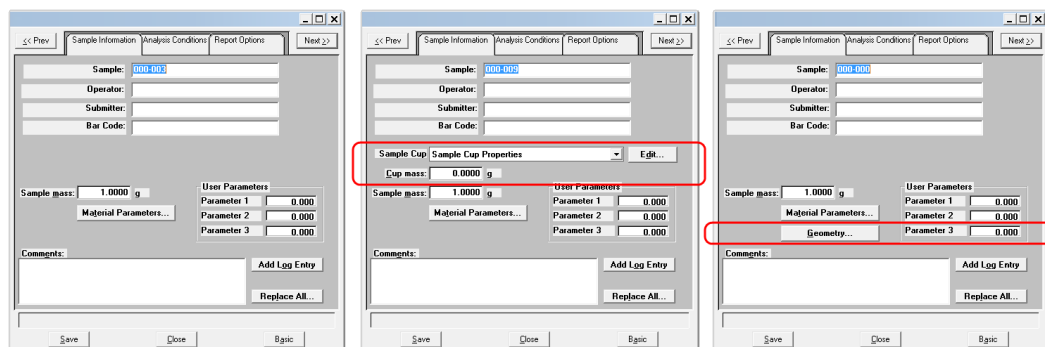 << Prev Sample Information Analysis Conditions Report Options Next >>
Sample: 000-003
Operator:
Submitter:
Bar Code:
Sample mass: 1.0000 g
Material Parameters...
User Parameters
Parameter 1 0.000
Parameter 2 0.000
Parameter 3 0.000
Comments:
Add Log Entry
Replace All...
Save Close Basic
<< Prev Sample Information Analysis Conditions Report Options Next >>
Sample: 000-009
Operator:
Submitter:
Bar Code:
Sample Cup Sample Cup Properties Edit...
Cup mass: 0.0000 g
Sample mass: 1.0000 g
Material Parameters...
User Parameters
Parameter 1 0.000
Parameter 2 0.000
Parameter 3 0.000
Comments:
Add Log Entry
Replace All...
Save Close Basic
<< Prev Sample Information Analysis Conditions Report Options Next >>
Sample: 000-000
Operator:
Submitter:
Bar Code:
Sample mass: 1.0000 g
Material Parameters...
Geometry...
User Parameters
Parameter 1 0.000
Parameter 2 0.000
Parameter 3 0.000
Comments:
Add Log Entry
Replace All...
Save Close Basic